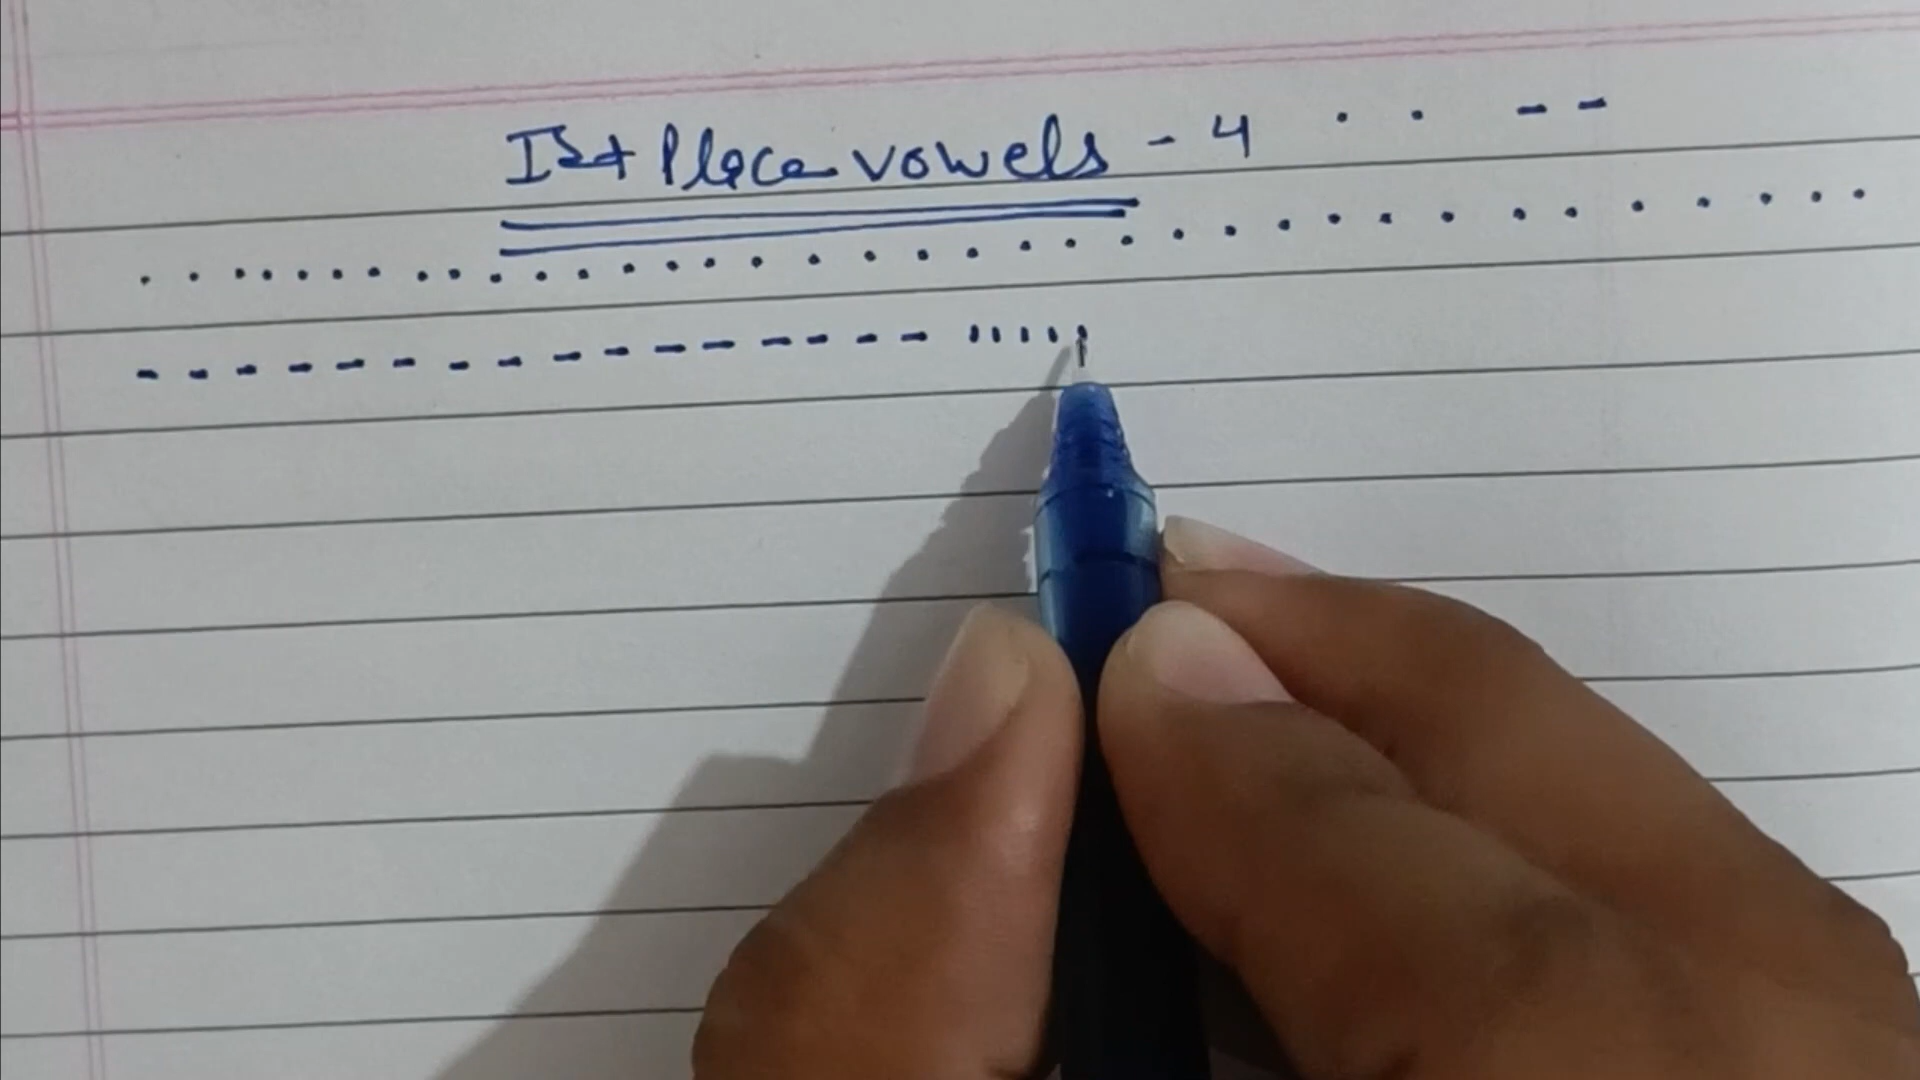 Ist Place vowels - 4 . . - -
. . . . . . . . . . . . . . . . . . . . . . . . . . . . . . . . . . . .
- - - - - - - - - - - - - - - - ı ı ı ı ı